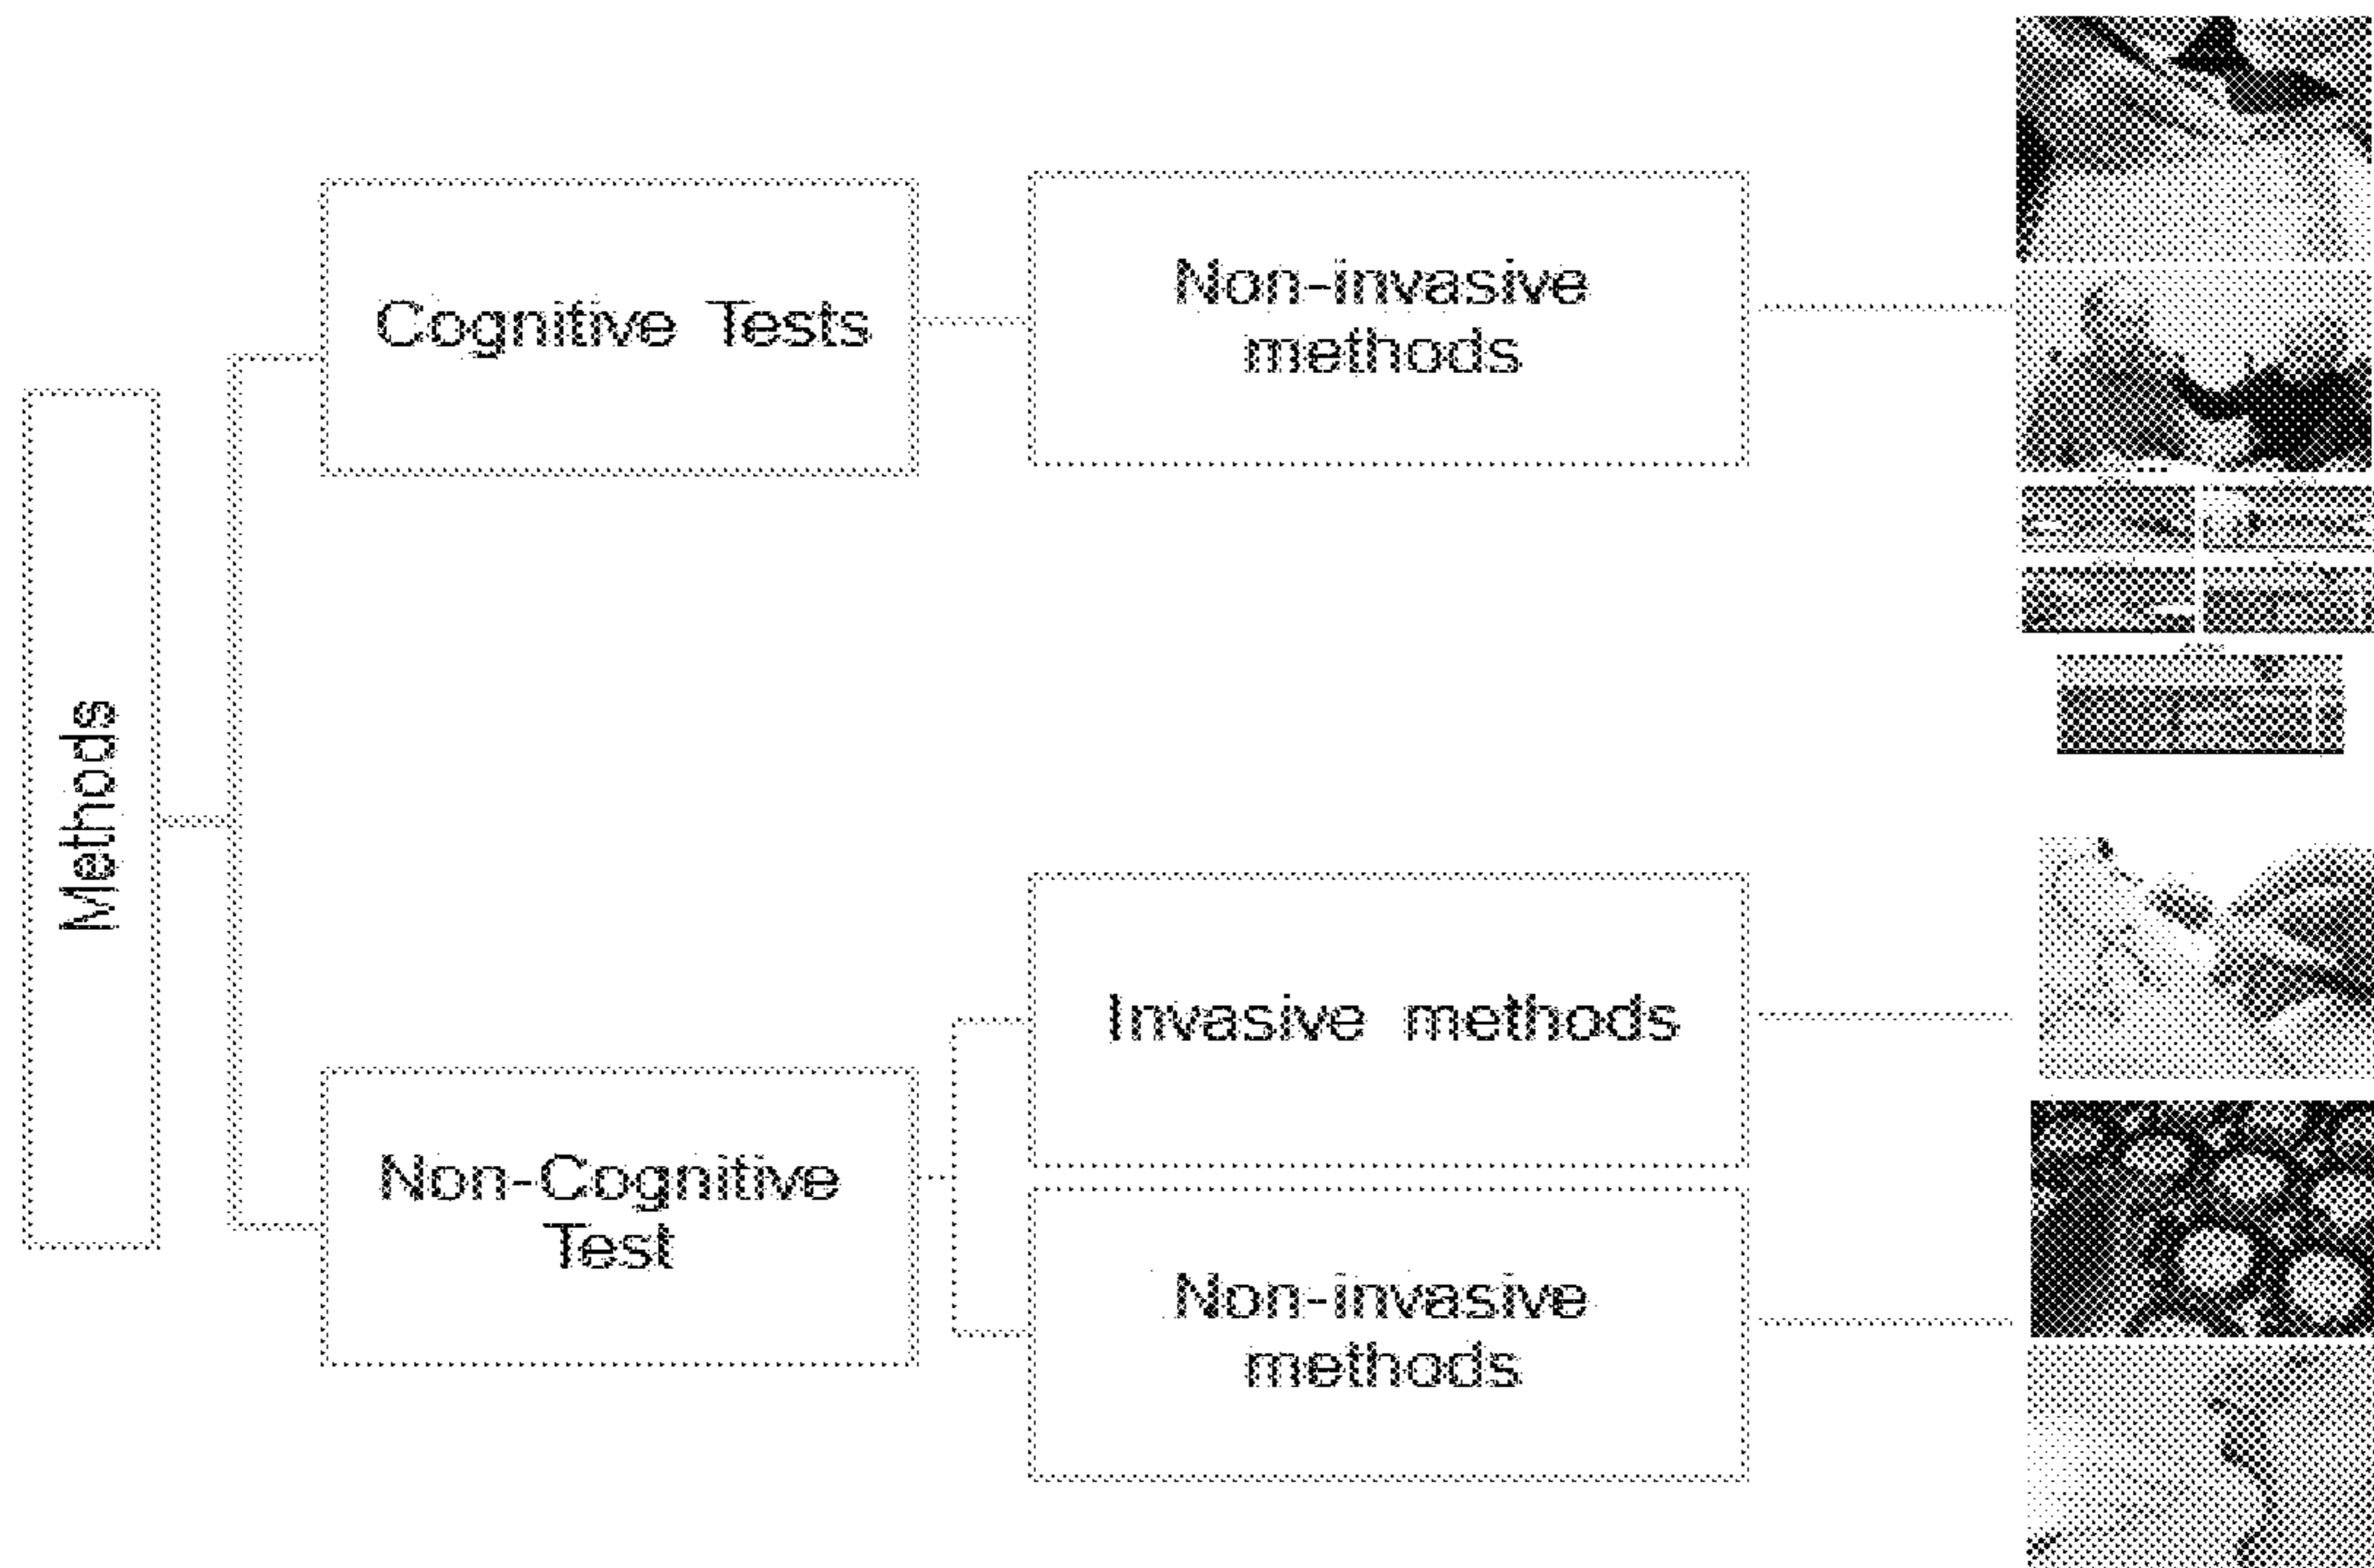 Methods
Cognitive Tests
Non-invasive
methods
Invasive methods
Non-Cognitive
Test
Non-invasive
methods